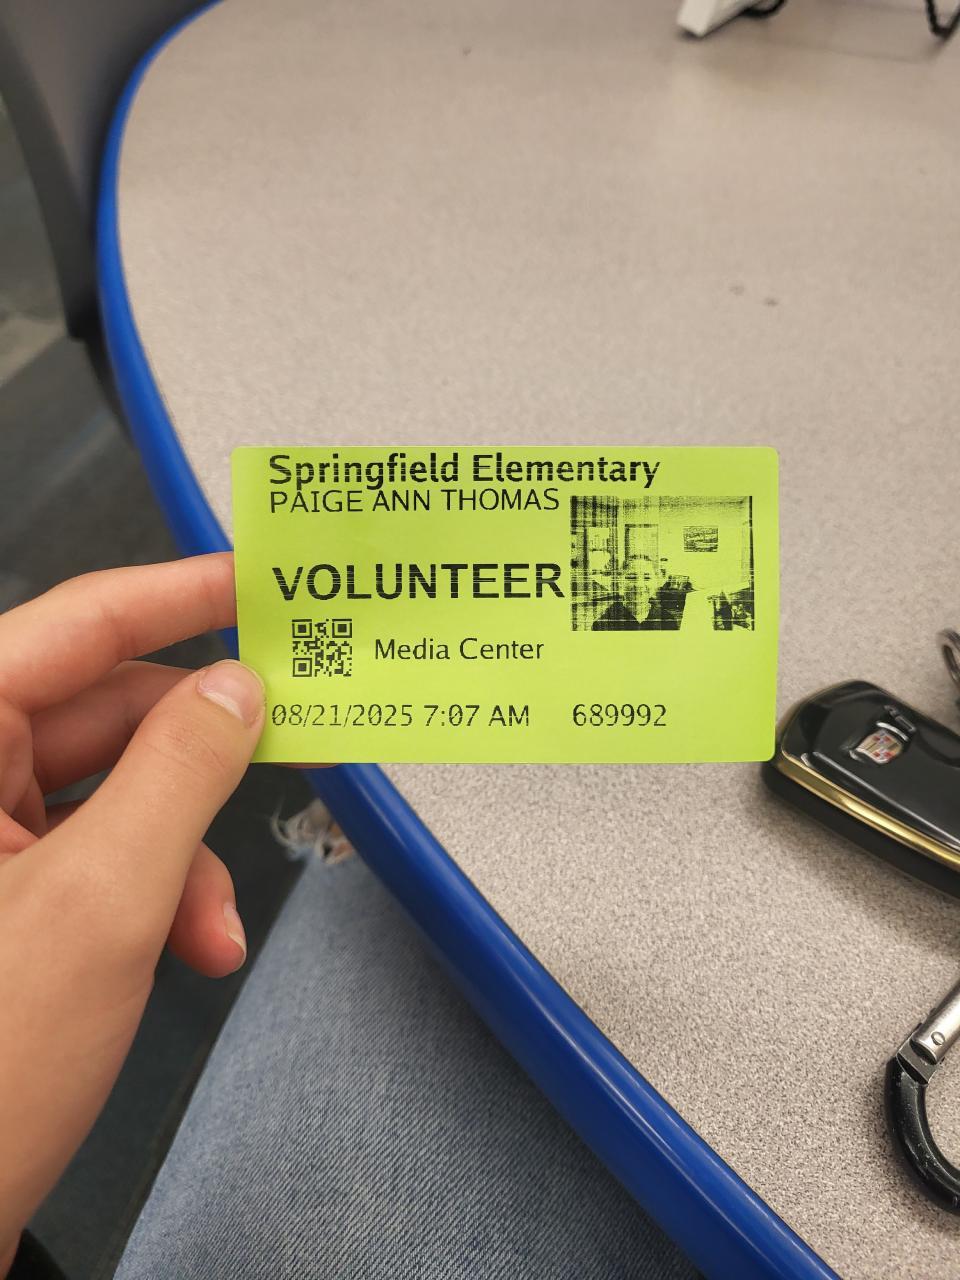 Springfield Elementary
PAIGE ANN THOMAS
VOLUNTEER
Media Center
08/21/2025 7:07 AM 689992